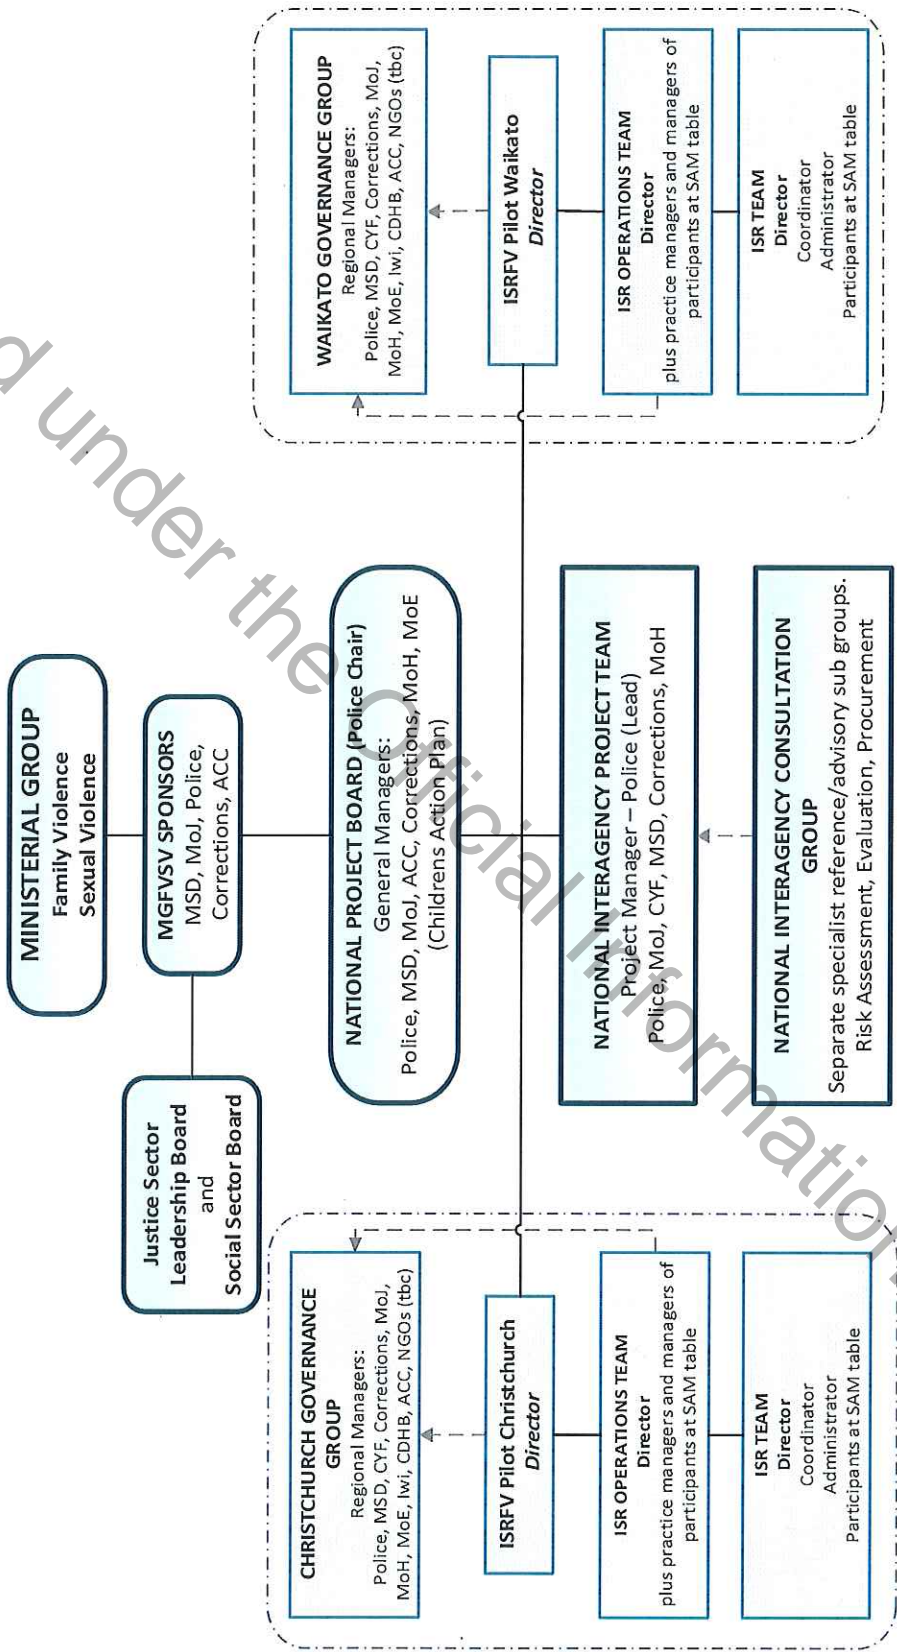 MINISTERIAL GROUP
Family Violence
Sexual Violence
MGFVSV SPONSORS
MSD, MoJ, Police,
Corrections, ACC
Justice Sector
Leadership Board
and
Social Sector Board
NATIONAL PROJECT BOARD (Police Chair)
General Managers:
Police, MSD, MoJ, ACC, Corrections, MoH, MoE
(Childrens Action Plan)
NATIONAL INTERAGENCY PROJECT TEAM
Project Manager – Police (Lead)
Police, MoJ, CYF, MSD, Corrections, MoH
NATIONAL INTERAGENCY CONSULTATION
GROUP
Separate specialist reference/advisory sub groups.
Risk Assessment, Evaluation, Procurement
CHRISTCHURCH GOVERNANCE
GROUP
Regional Managers:
Police, MSD, CYF, Corrections, MoJ,
MoH, MoE, Iwi, CDHB, ACC, NGOs (tbc)
ISRFV Pilot Christchurch
Director
ISR OPERATIONS TEAM
Director
plus practice managers and managers of
participants at SAM table
ISR TEAM
Director
Coordinator
Administrator
Participants at SAM table
WAIKATO GOVERNANCE GROUP
Regional Managers:
Police, MSD, CYF, Corrections, MoJ,
MoH, MoE, Iwi, CDHB, ACC, NGOs (tbc)
ISRFV Pilot Waikato
Director
ISR OPERATIONS TEAM
Director
plus practice managers and managers of
participants at SAM table
ISR TEAM
Director
Coordinator
Administrator
Participants at SAM table
under the Official Information